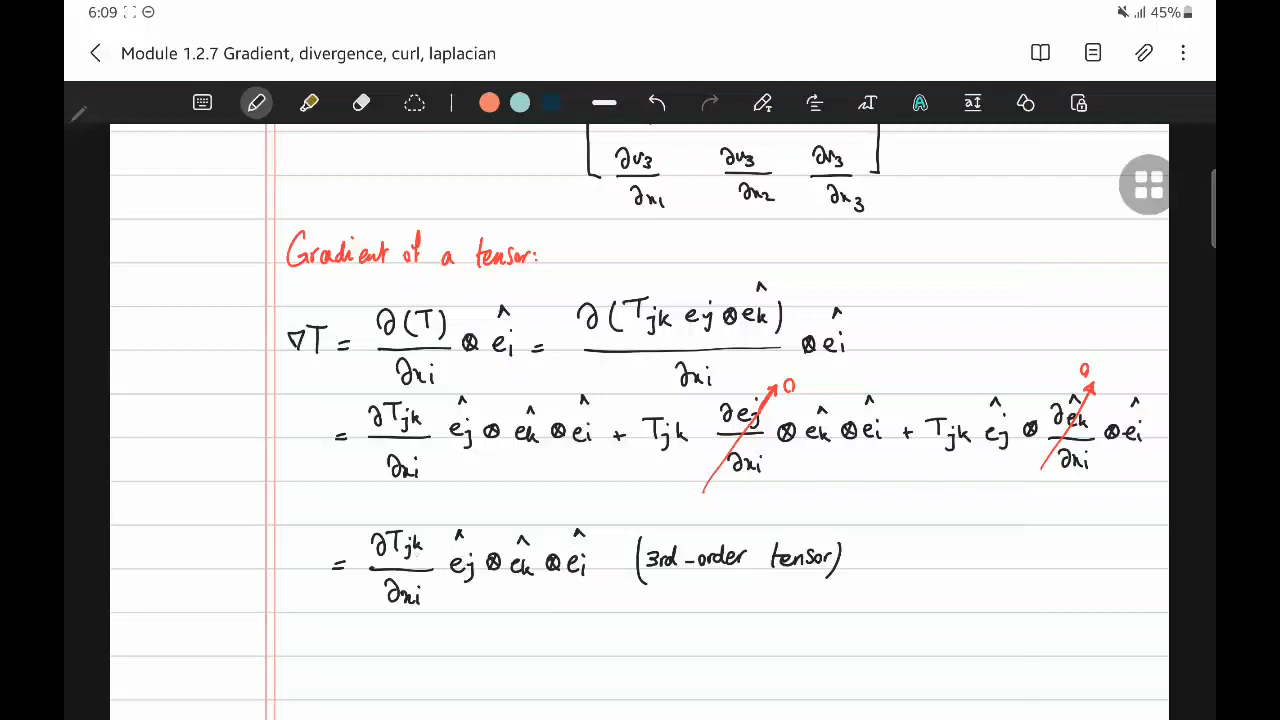 6:09 45%
Module 1.2.7 Gradient, divergence, curl, laplacian
∂v₃/∂x₁ ∂v₃/∂x₂ ∂v₃/∂x₃
Gradient of a tensor:
∇T = ∂(T)/∂xi ⊗ êi = ∂(Tjk ej ⊗ êk)/∂xi ⊗ êi
= ∂Tjk/∂xi êj ⊗ êk ⊗ êi + Tjk ∂ej/∂xi 0 ⊗ êk ⊗ êi + Tjk êj ⊗ ∂êk/∂xi 0 ⊗ êi
= ∂Tjk/∂xi êj ⊗ êk ⊗ êi (3rd-order tensor)